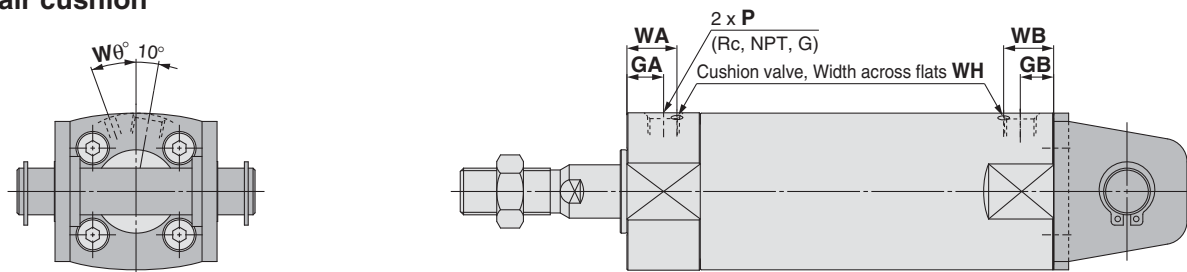 air cushion
Wθ° 10°
2 x P
(Rc, NPT, G)
WA
GA
Cushion valve, Width across flats WH
WB
GB